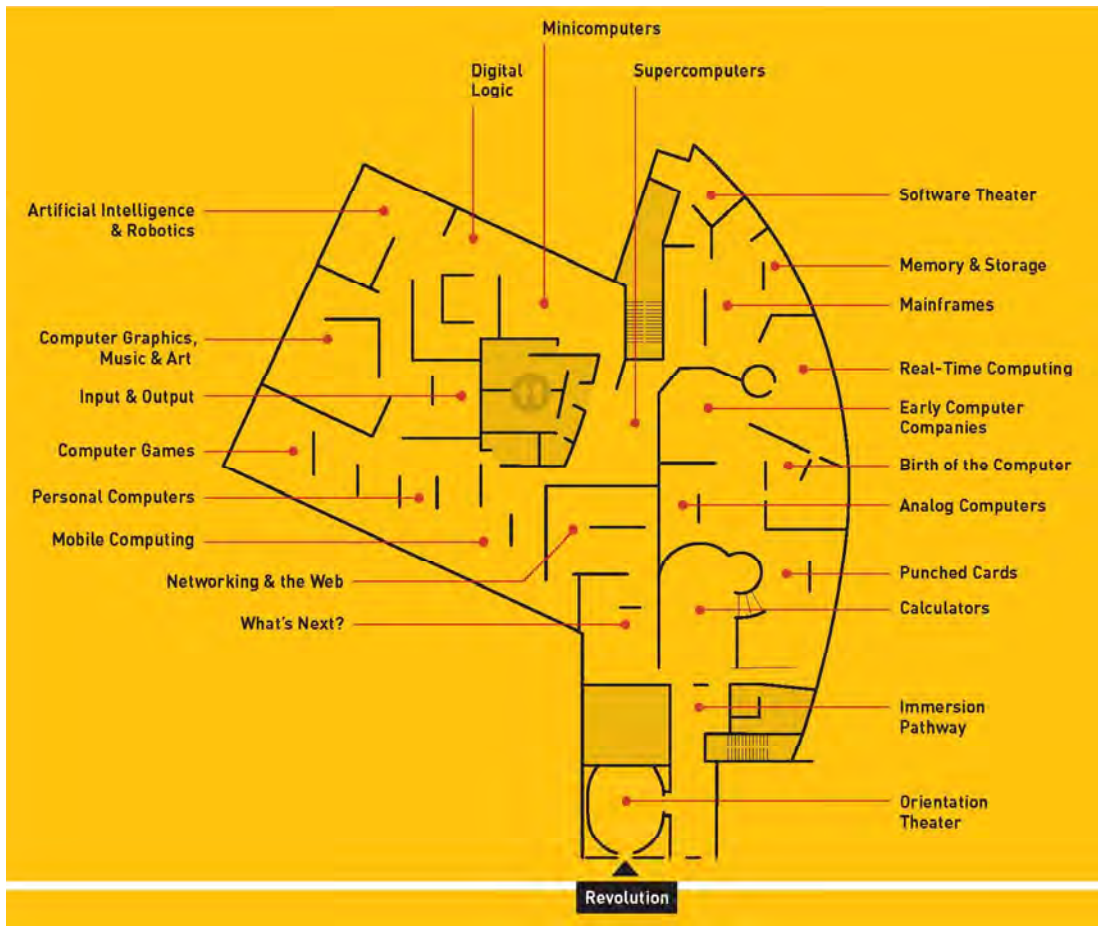 Minicomputers
Digital
Logic
Supercomputers
Artificial Intelligence
& Robotics
Computer Graphics,
Music & Art
Input & Output
Computer Games
Personal Computers
Mobile Computing
Networking & the Web
What's Next?
Software Theater
Memory & Storage
Mainframes
Real-Time Computing
Early Computer
Companies
Birth of the Computer
Analog Computers
Punched Cards
Calculators
Immersion
Pathway
Orientation
Theater
Revolution